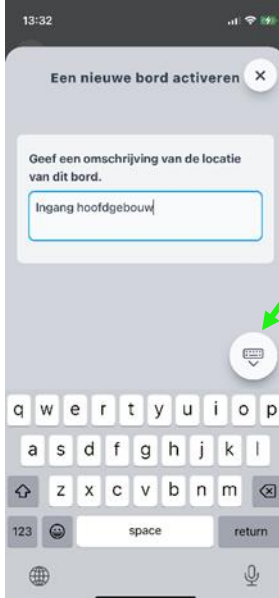 13:32
Een nieuwe bord activeren
Geef een omschrijving van de locatie
van dit bord.
Ingang hoofdgebouw
q w e r t y u i o p
a s d f g h j k l
z x c v b n m
123 space return